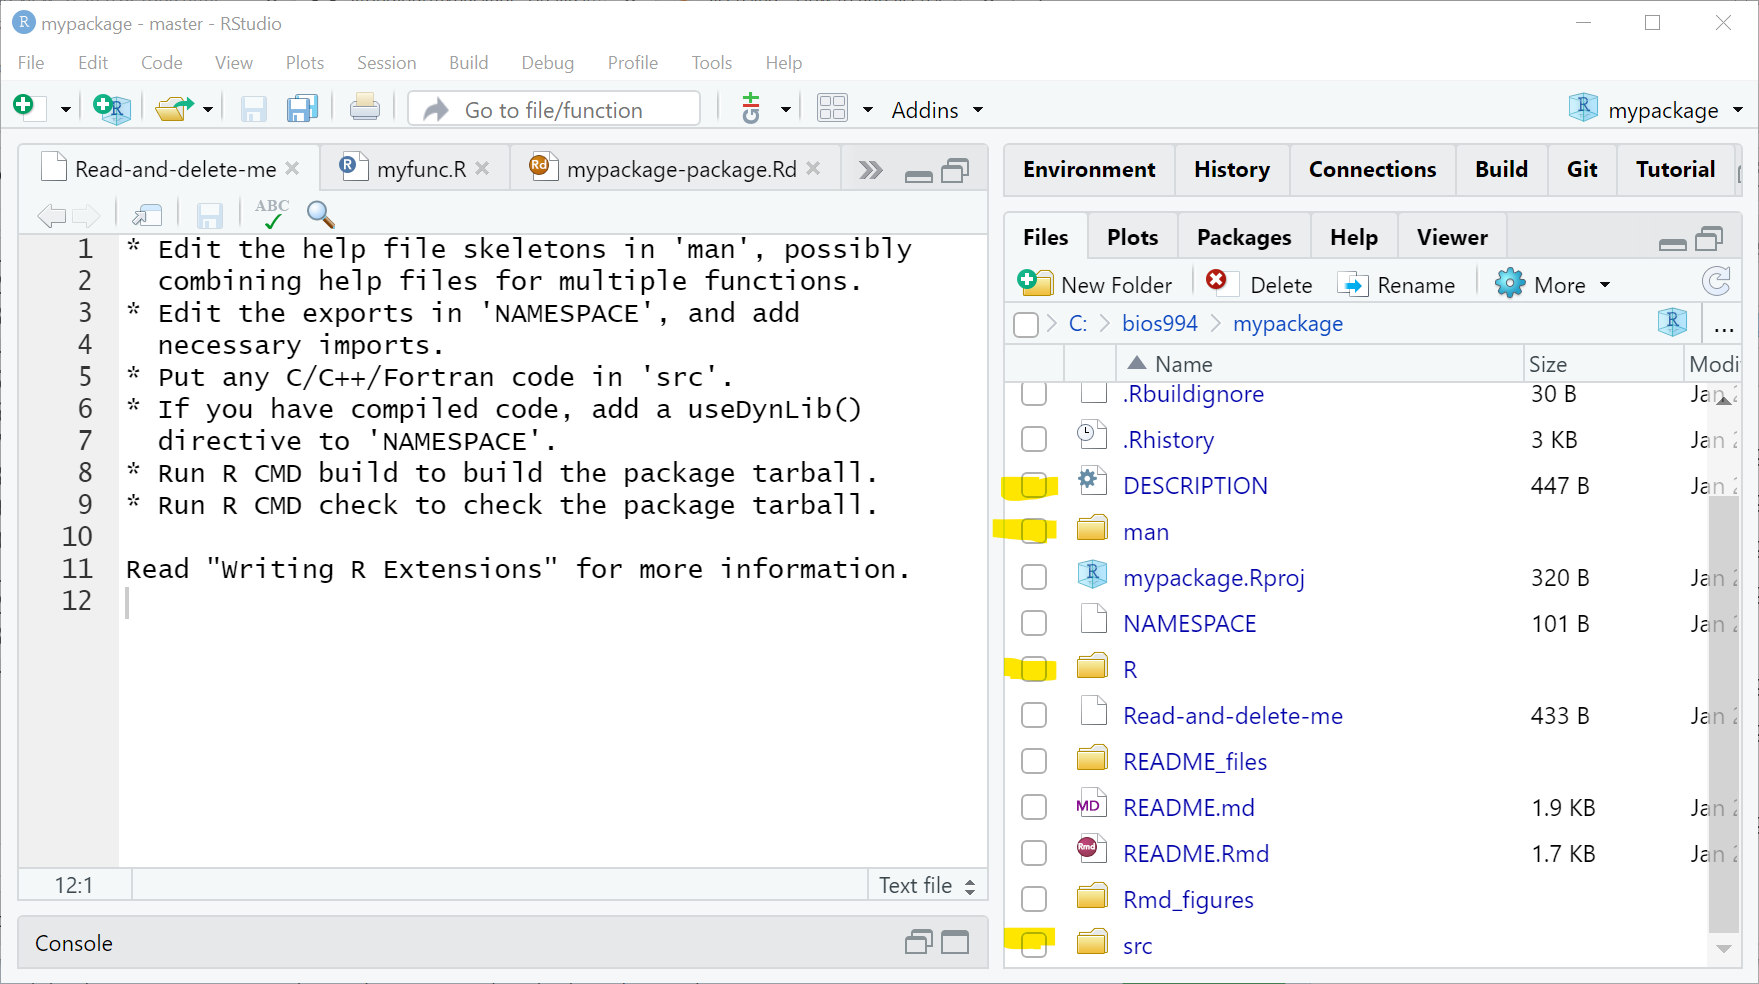 mypackage - master - RStudio
File Edit Code View Plots Session Build Debug Profile Tools Help
Go to file/function Addins mypackage
Read-and-delete-me myfunc.R mypackage-package.Rd
ABC
1 * Edit the help file skeletons in 'man', possibly
2 combining help files for multiple functions.
3 * Edit the exports in 'NAMESPACE', and add
4 necessary imports.
5 * Put any C/C++/Fortran code in 'src'.
6 * If you have compiled code, add a useDynLib()
7 directive to 'NAMESPACE'.
8 * Run R CMD build to build the package tarball.
9 * Run R CMD check to check the package tarball.
10
11 Read "Writing R Extensions" for more information.
12
12:1 Text file
Console
Environment History Connections Build Git Tutorial
Files Plots Packages Help Viewer
New Folder Delete Rename More
C: bios994 mypackage ...
Name Size Modi
.Rbuildignore 30 B Jan
.Rhistory 3 KB Jan
DESCRIPTION 447 B Jan
man
mypackage.Rproj 320 B Jan
NAMESPACE 101 B Jan
R
Read-and-delete-me 433 B Jan
README_files
README.md 1.9 KB Jan
README.Rmd 1.7 KB Jan
Rmd_figures
src